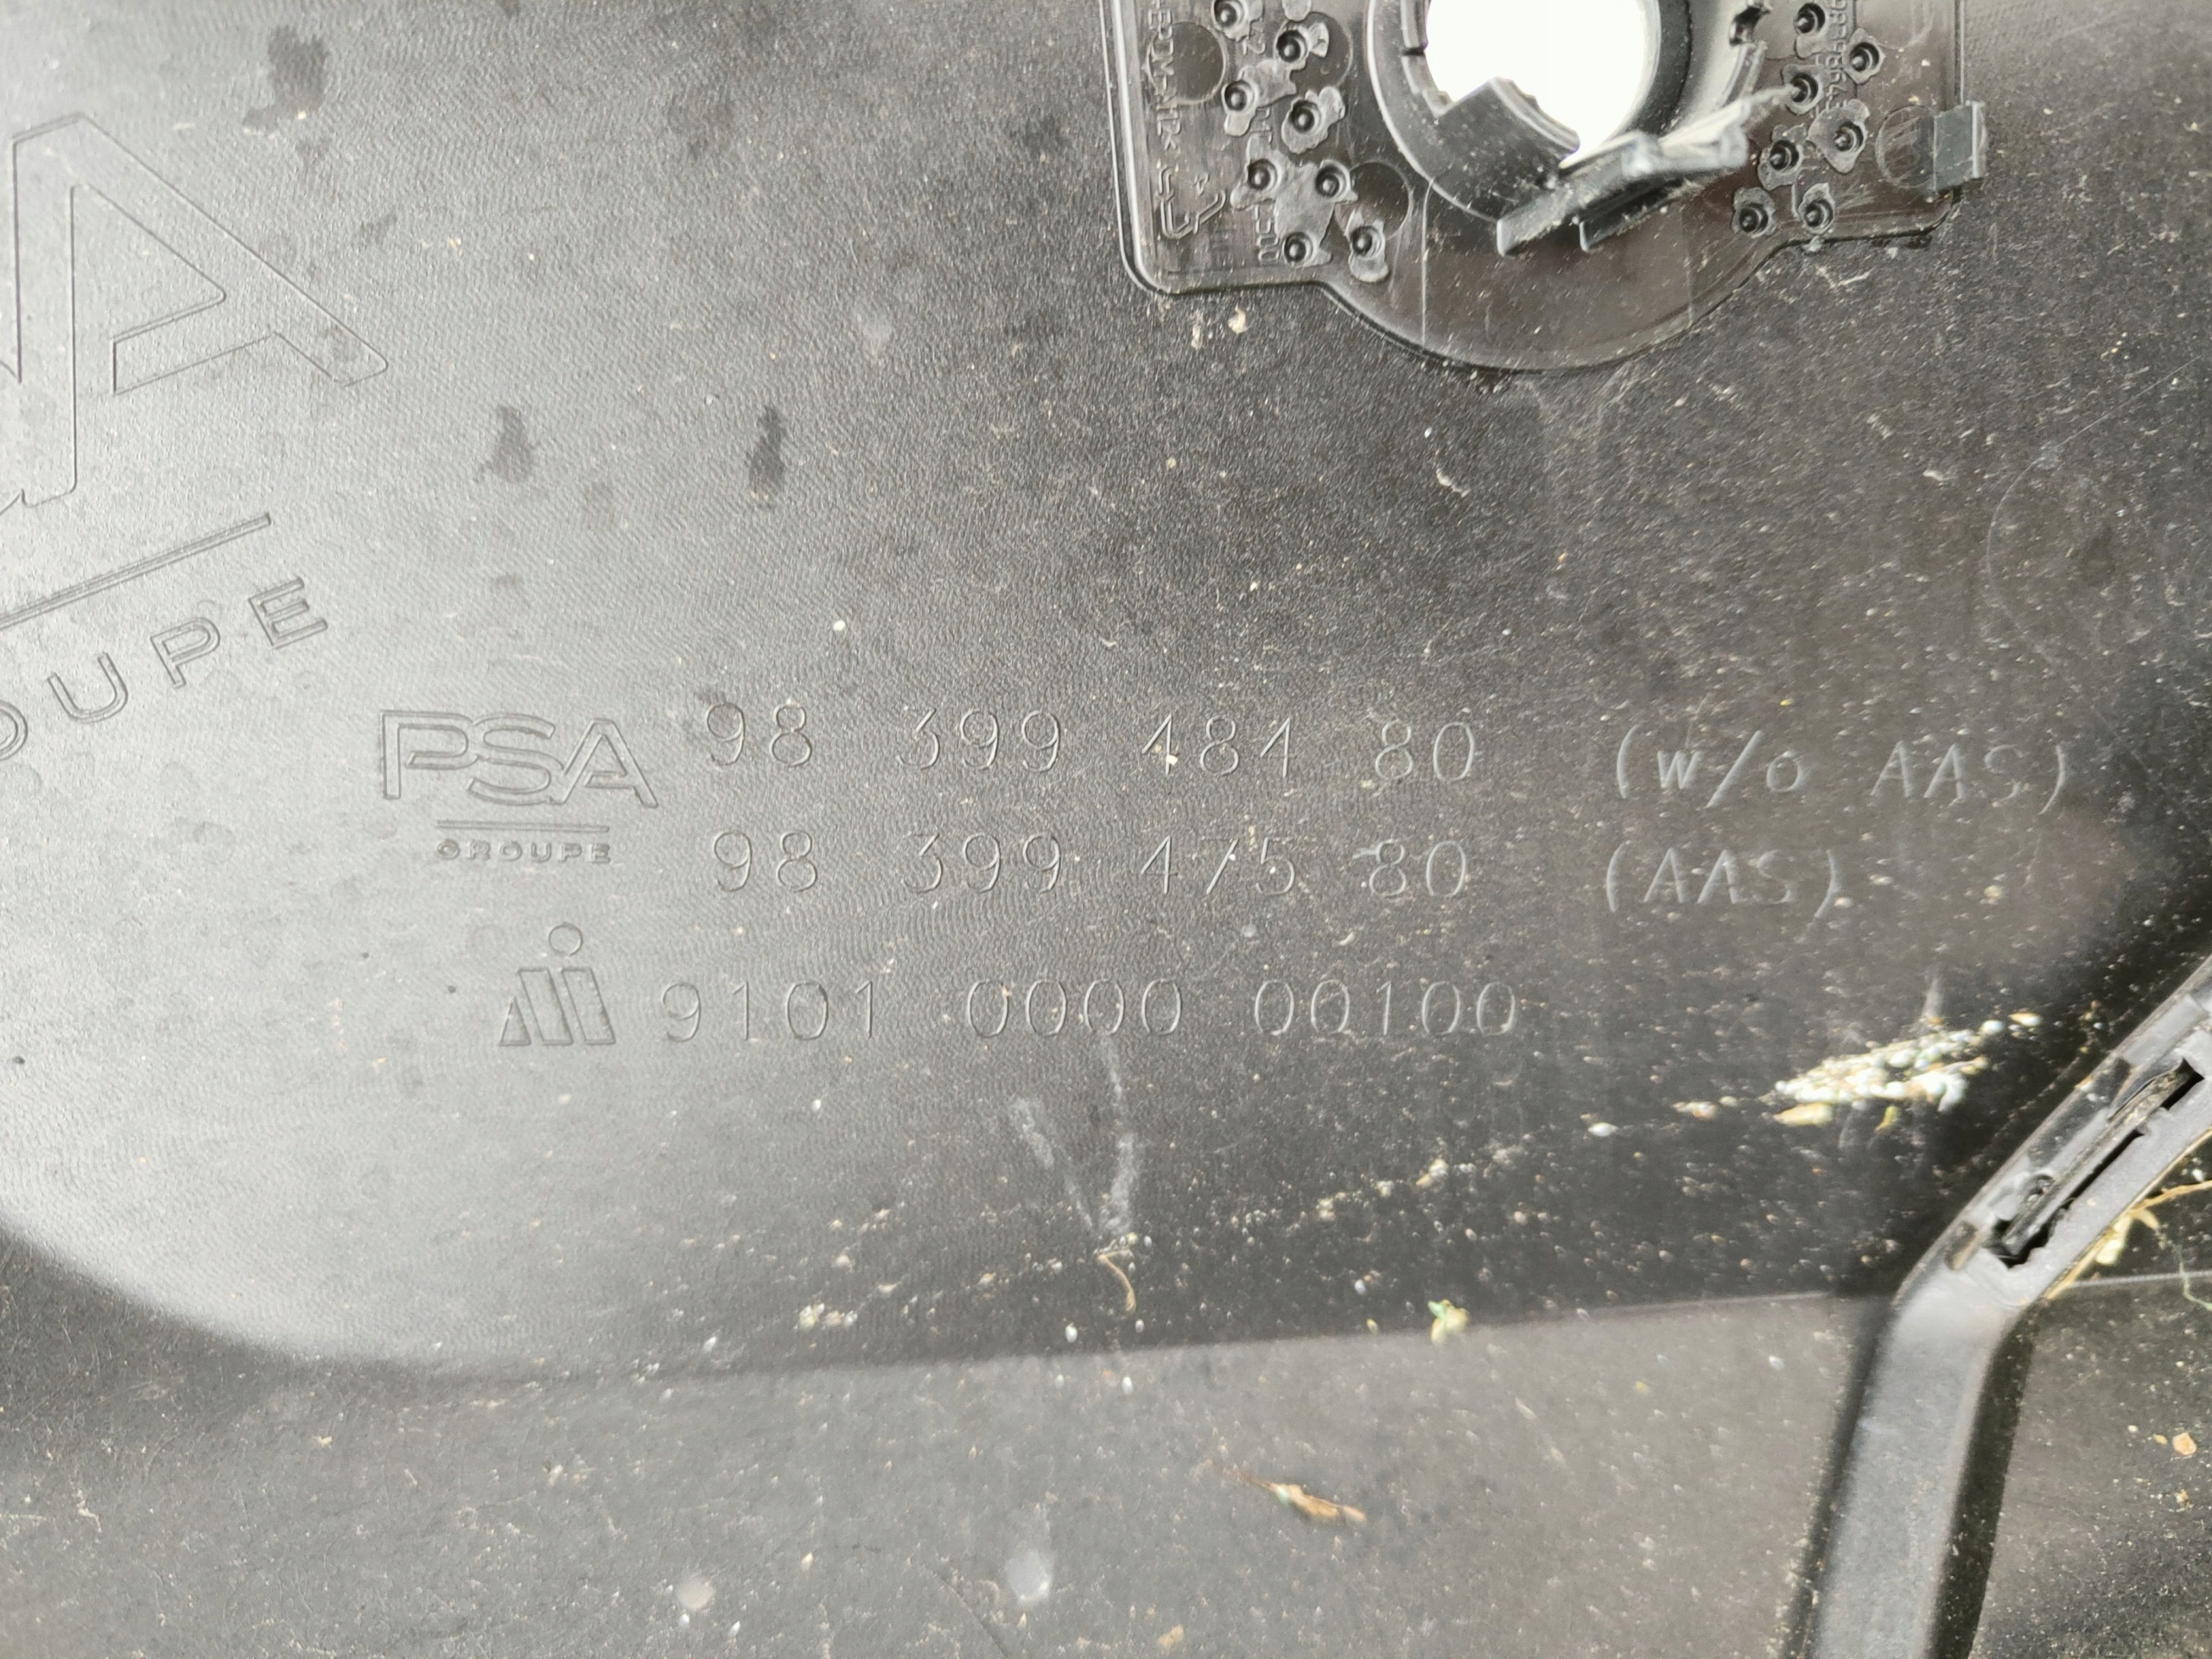 OUPE
PSA 98 399 481 80 (W/O AAS)
GROUPE
98 399 475 80 (AAS)
9101 0000 00100